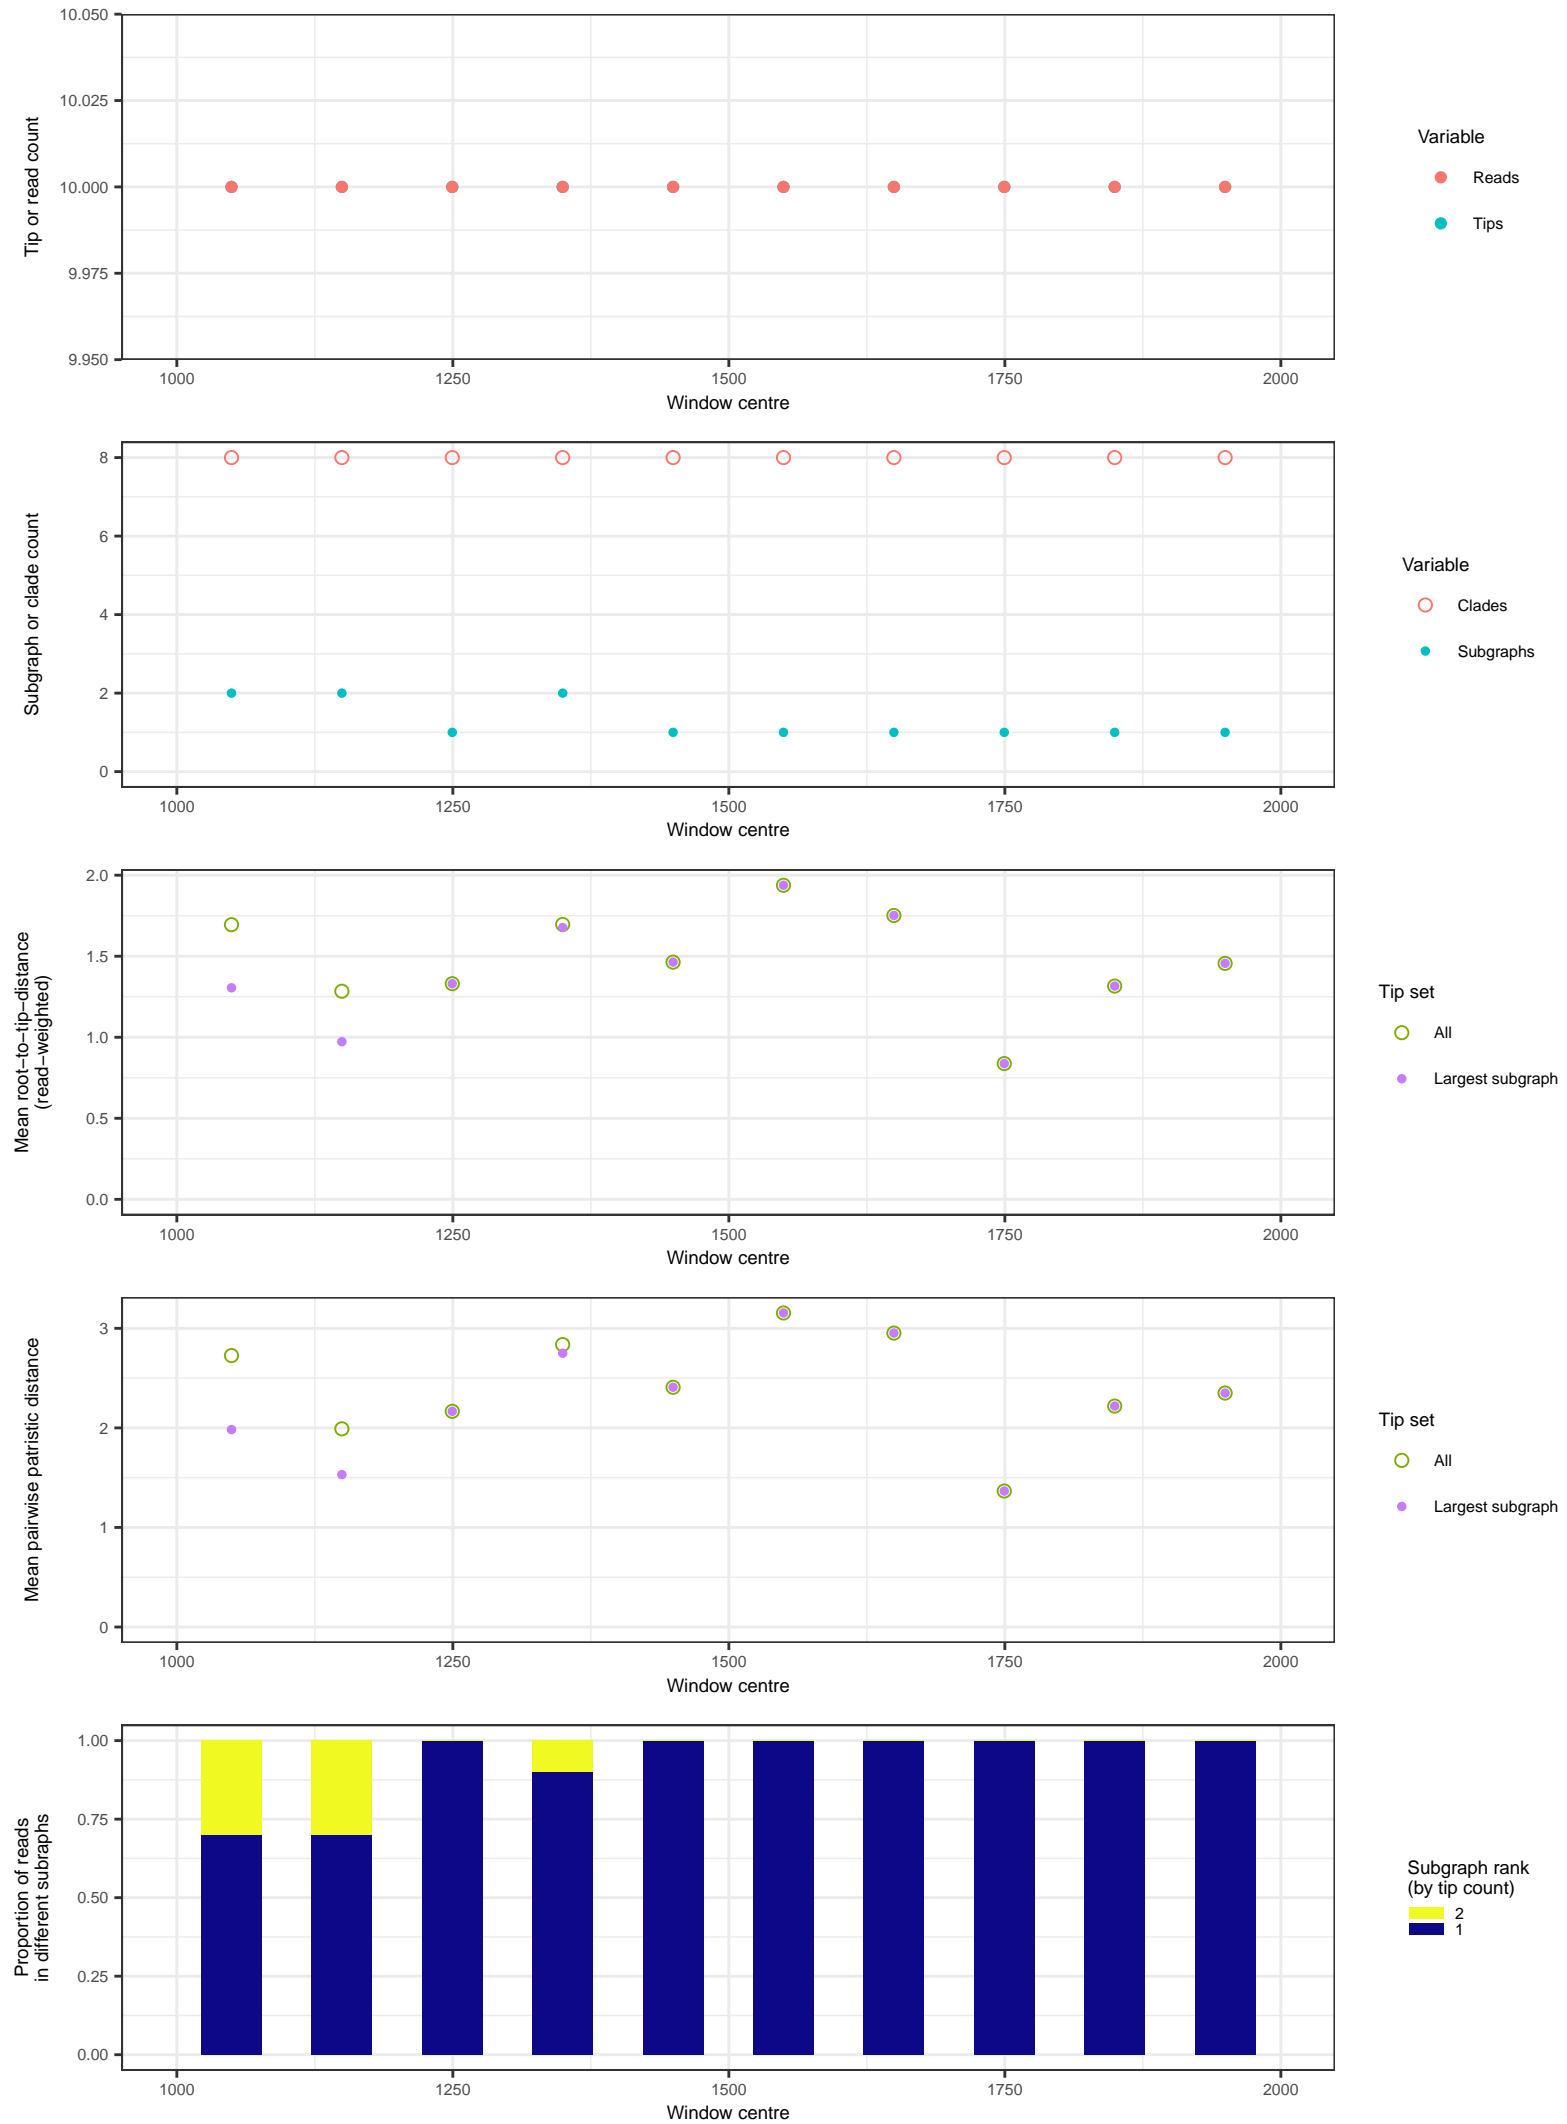 10.050
10.025
10.000
9.975
9.950
Tip or read count
1000 1250 1500 1750 2000
Window centre
Variable
Reads
Tips
8
6
4
2
0
Subgraph or clade count
1000 1250 1500 1750 2000
Window centre
Variable
Clades
Subgraphs
2.0
1.5
1.0
0.5
0.0
Mean root−to−tip−distance
(read−weighted)
1000 1250 1500 1750 2000
Window centre
Tip set
All
Largest subgraph
3
2
1
0
Mean pairwise patristic distance
1000 1250 1500 1750 2000
Window centre
Tip set
All
Largest subgraph
1.00
0.75
0.50
0.25
0.00
Proportion of reads
in different subraphs
1000 1250 1500 1750 2000
Window centre
Subgraph rank
(by tip count)
2
1